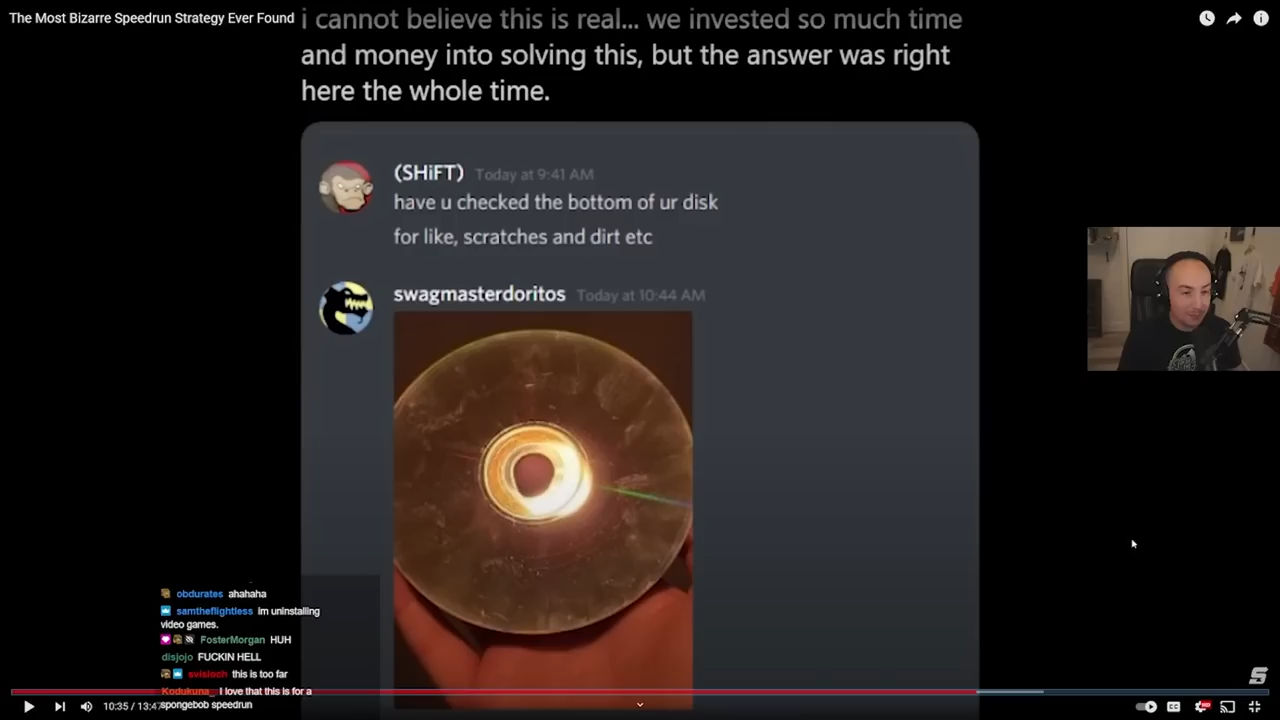 The Most Bizarre Speedrun Strategy Ever Found
i cannot believe this is real... we invested so much time
and money into solving this, but the answer was right
here the whole time.
(SHiFT) Today at 9:41 AM
have u checked the bottom of ur disk
for like, scratches and dirt etc
swagmasterdoritos Today at 10:44 AM
obdurates ahahaha
samtheflightless Im uninstalling
video games.
FosterMorgan HUH
disjojo FUCKIN HELL
svisloch this is too far
Kodukuna_ I love that this is for a
spongebob speedrun
10:35 / 13:47